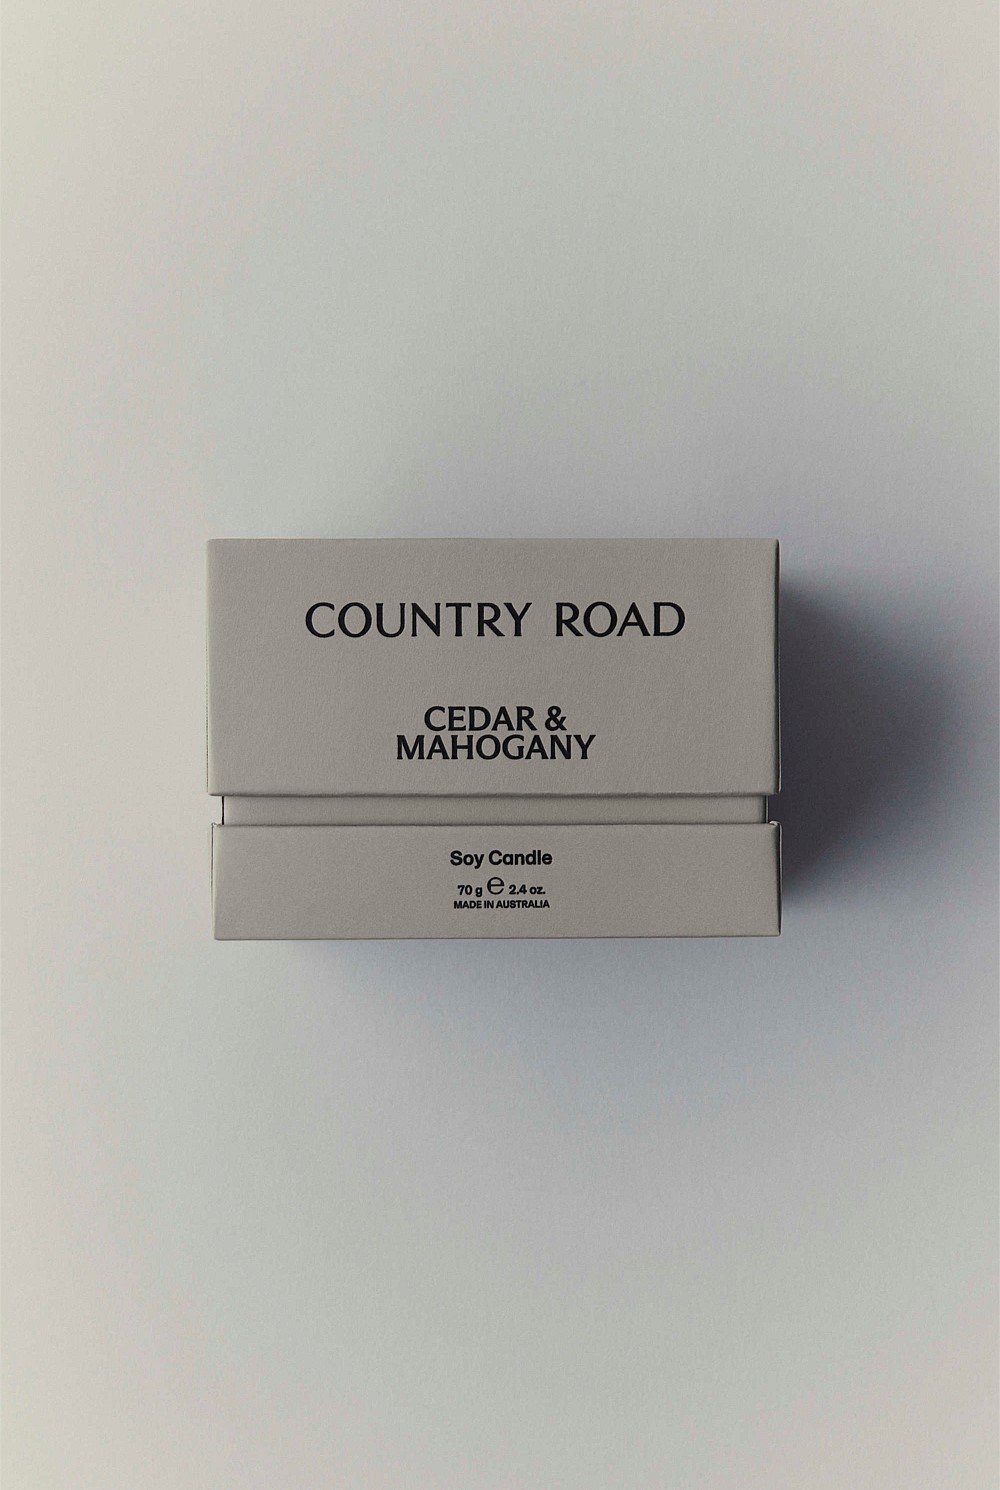 COUNTRY ROAD
CEDAR &
MAHOGANY
Soy Candle
70 g ℮ 2.4 oz.
MADE IN AUSTRALIA